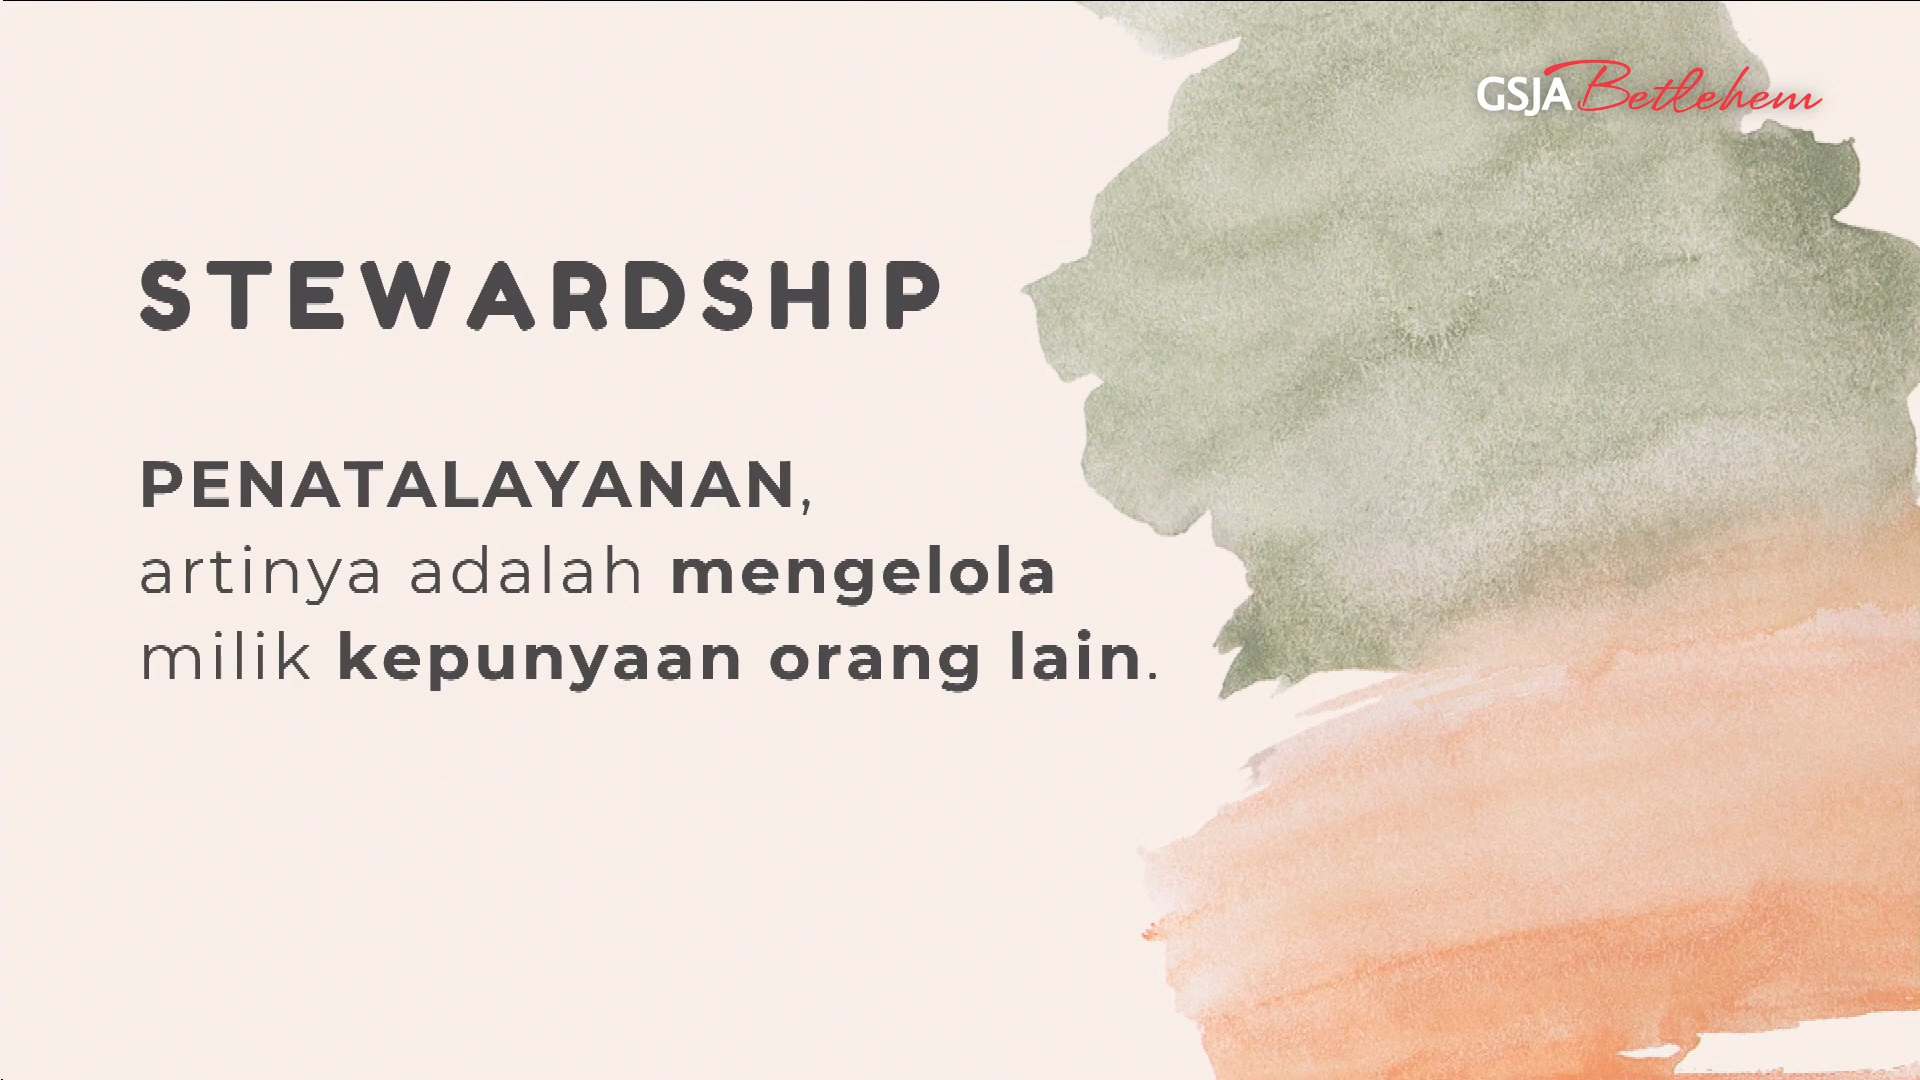 GSJA Betlehem
STEWARDSHIP
PENATALAYANAN,
artinya adalah mengelola
milik kepunyaan orang lain.